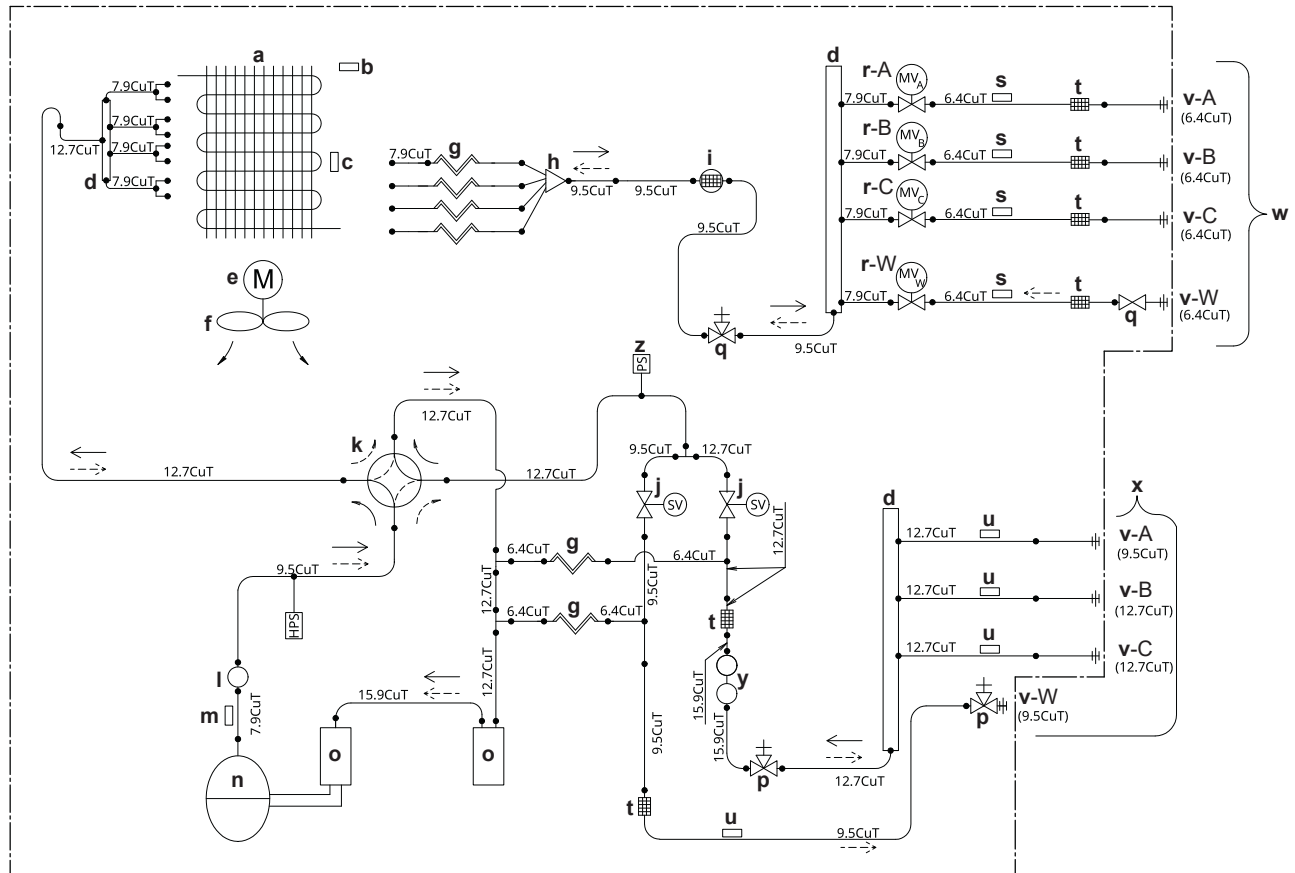 a
b
7.9CuT
7.9CuT
7.9CuT
7.9CuT
12.7CuT
d
c
e
M
f
7.9CuT
g
h
9.5CuT
9.5CuT
i
9.5CuT
q
9.5CuT
d
r-A
MVA
7.9CuT
6.4CuT
s
t
v-A
(6.4CuT)
r-B
MVB
7.9CuT
6.4CuT
s
t
v-B
(6.4CuT)
r-C
MVC
7.9CuT
6.4CuT
s
t
v-C
(6.4CuT)
w
r-W
MVW
7.9CuT
6.4CuT
s
t
q
v-W
(6.4CuT)
z
PS
12.7CuT
k
12.7CuT
12.7CuT
9.5CuT
12.7CuT
j
SV
j
SV
12.7CuT
9.5CuT
HPS
6.4CuT
g
6.4CuT
12.7CuT
9.5CuT
6.4CuT
g
6.4CuT
t
12.7CuT
15.9CuT
y
15.9CuT
l
m
7.9CuT
15.9CuT
n
o
o
9.5CuT
t
u
9.5CuT
p
12.7CuT
d
x
12.7CuT
u
v-A
(9.5CuT)
12.7CuT
u
v-B
(12.7CuT)
12.7CuT
u
v-C
(12.7CuT)
p
v-W
(9.5CuT)